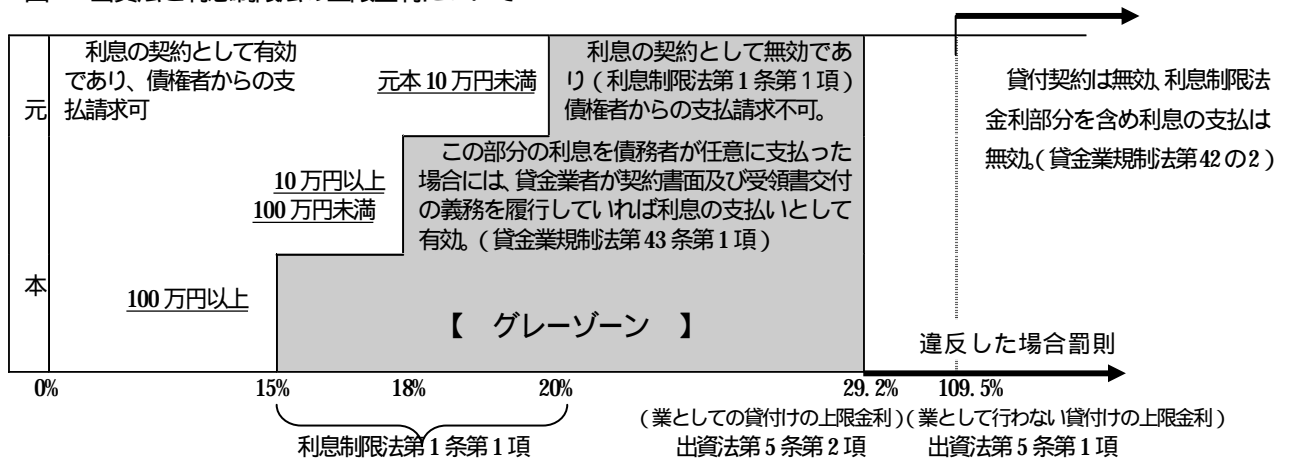 利息の契約として有効
であり、債権者からの支
払請求可
元本10万円未満
利息の契約として無効であ
り(利息制限法第1条第1項)
債権者からの支払請求不可。
貸付契約は無効、利息制限法
金利部分を含め利息の支払は
無効。(貸金業規制法第42の2)
元
本
10万円以上
100万円未満
この部分の利息を債務者が任意に支払った
場合には、貸金業者が契約書面及び受領書交付
の義務を履行していれば利息の支払いとして
有効。(貸金業規制法第43条第1項)
100万円以上
【 グレーゾーン 】
違反した場合罰則
0% 15% 18% 20% 29.2% 109.5%
(業としての貸付けの上限金利)(業として行わない貸付けの上限金利)
利息制限法第1条第1項 出資法第5条第2項 出資法第5条第1項